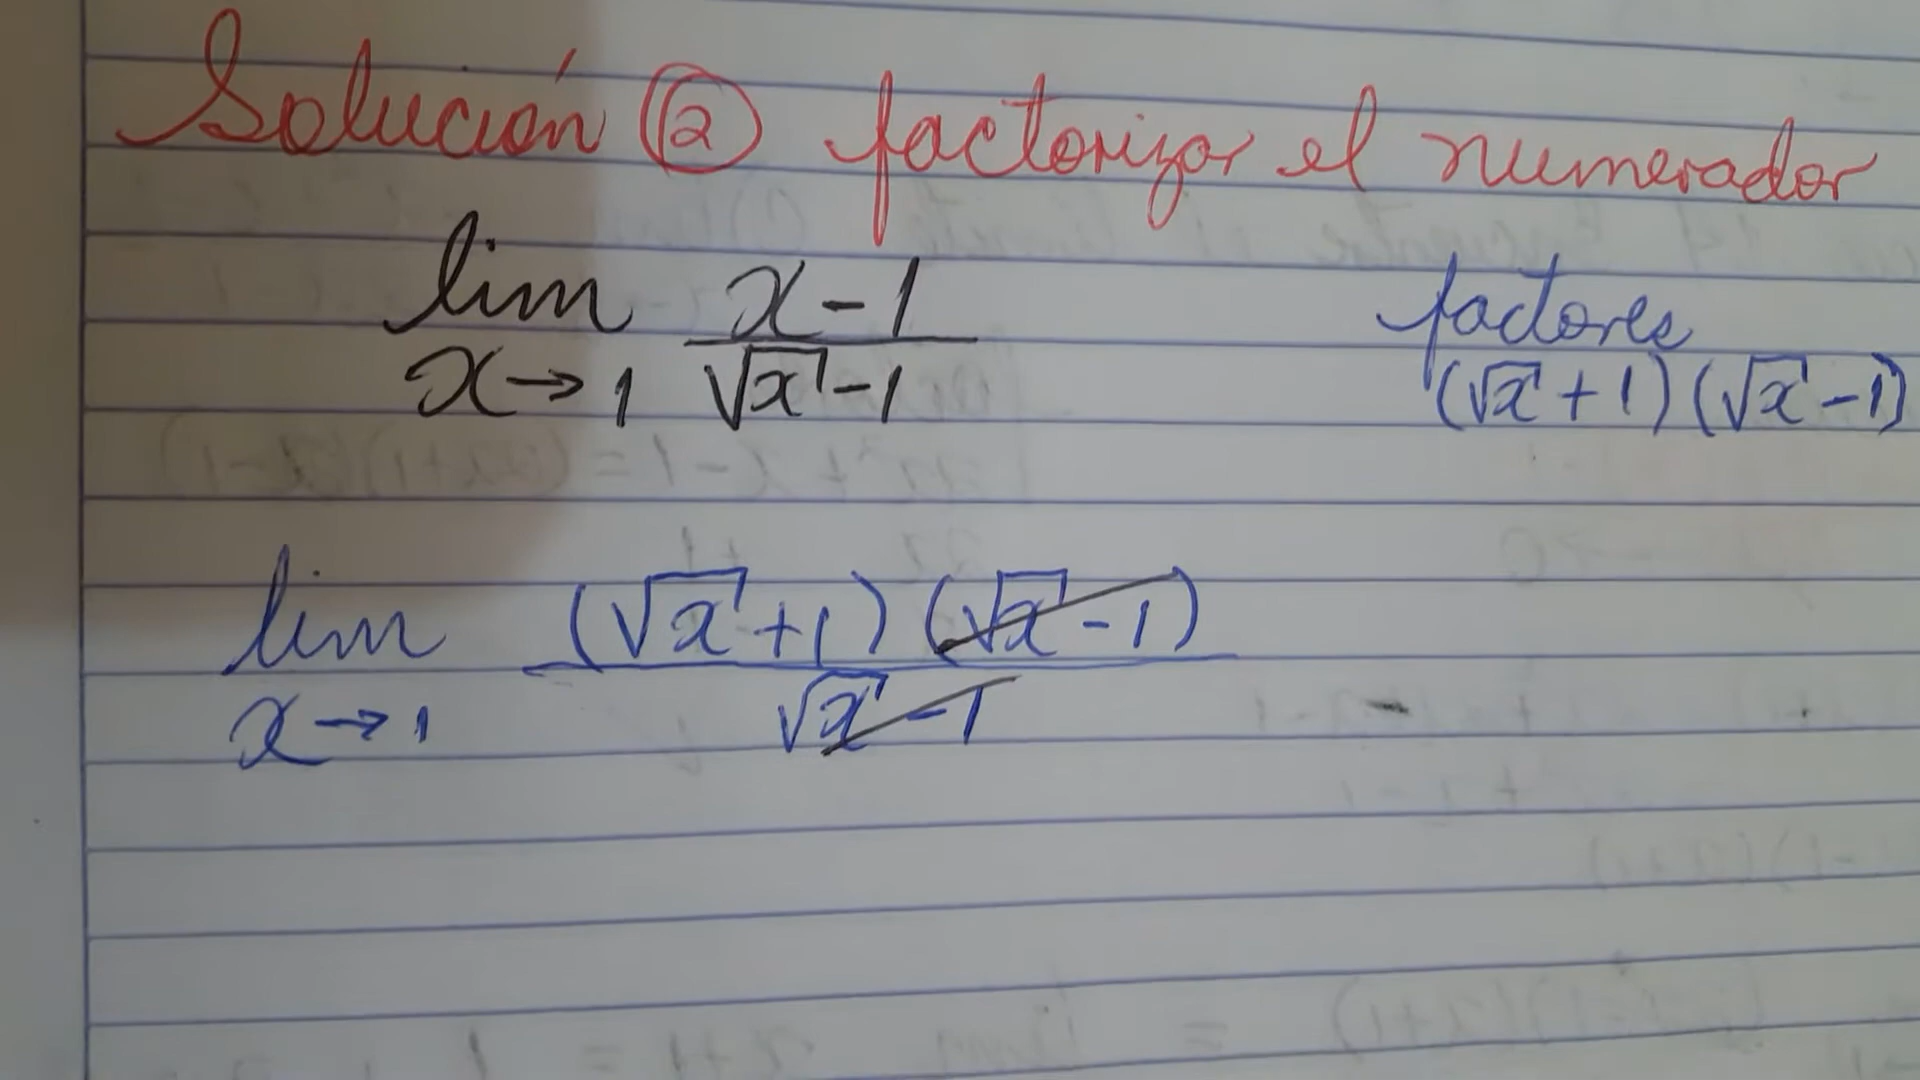 Solución ② factorizar el numerador
lim x - 1
x → 1 √x - 1
factores
(√x + 1) (√x - 1)
lim (√x + 1) (√x - 1)
x → 1 √x - 1